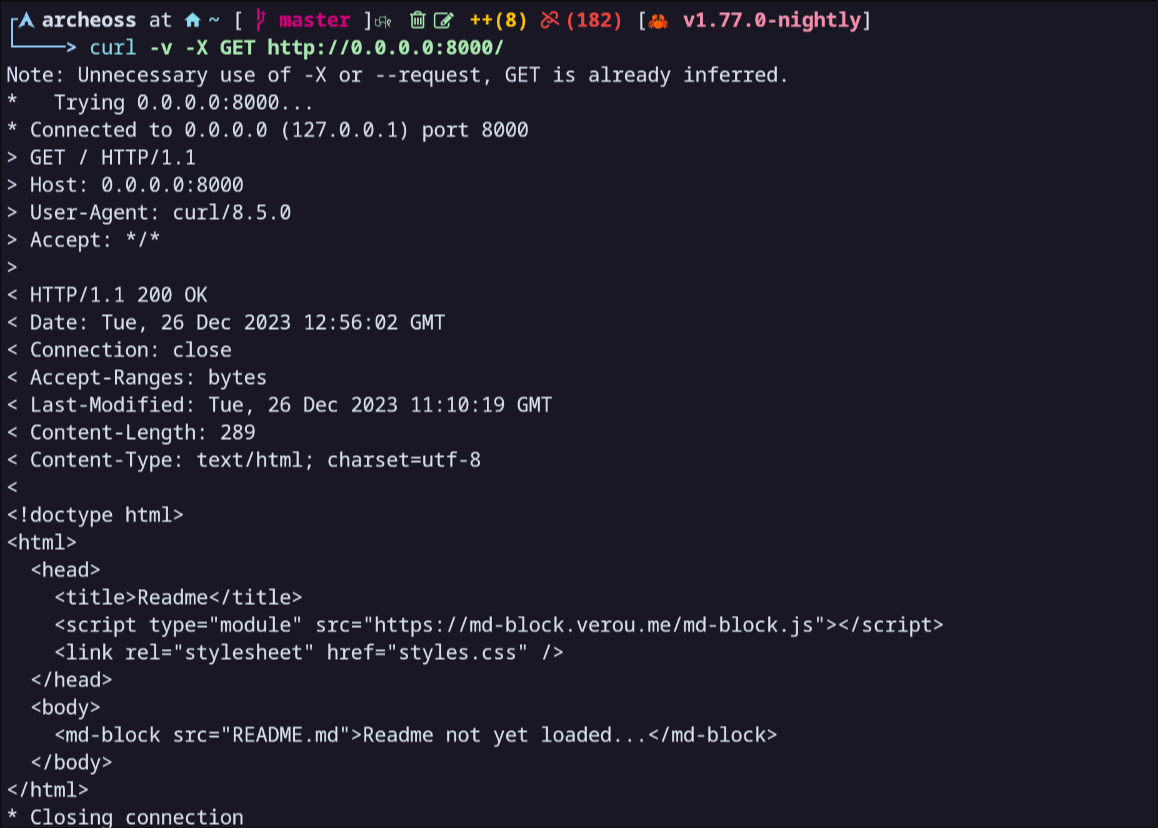 archeoss at ~ [ master ] ++(8) (182) [ v1.77.0-nightly]
> curl -v -X GET http://0.0.0.0:8000/
Note: Unnecessary use of -X or --request, GET is already inferred.
*   Trying 0.0.0.0:8000...
* Connected to 0.0.0.0 (127.0.0.1) port 8000
> GET / HTTP/1.1
> Host: 0.0.0.0:8000
> User-Agent: curl/8.5.0
> Accept: */*
>
< HTTP/1.1 200 OK
< Date: Tue, 26 Dec 2023 12:56:02 GMT
< Connection: close
< Accept-Ranges: bytes
< Last-Modified: Tue, 26 Dec 2023 11:10:19 GMT
< Content-Length: 289
< Content-Type: text/html; charset=utf-8
<
<!doctype html>
<html>
  <head>
    <title>Readme</title>
    <script type="module" src="https://md-block.verou.me/md-block.js"></script>
    <link rel="stylesheet" href="styles.css" />
  </head>
  <body>
    <md-block src="README.md">Readme not yet loaded...</md-block>
  </body>
</html>
* Closing connection